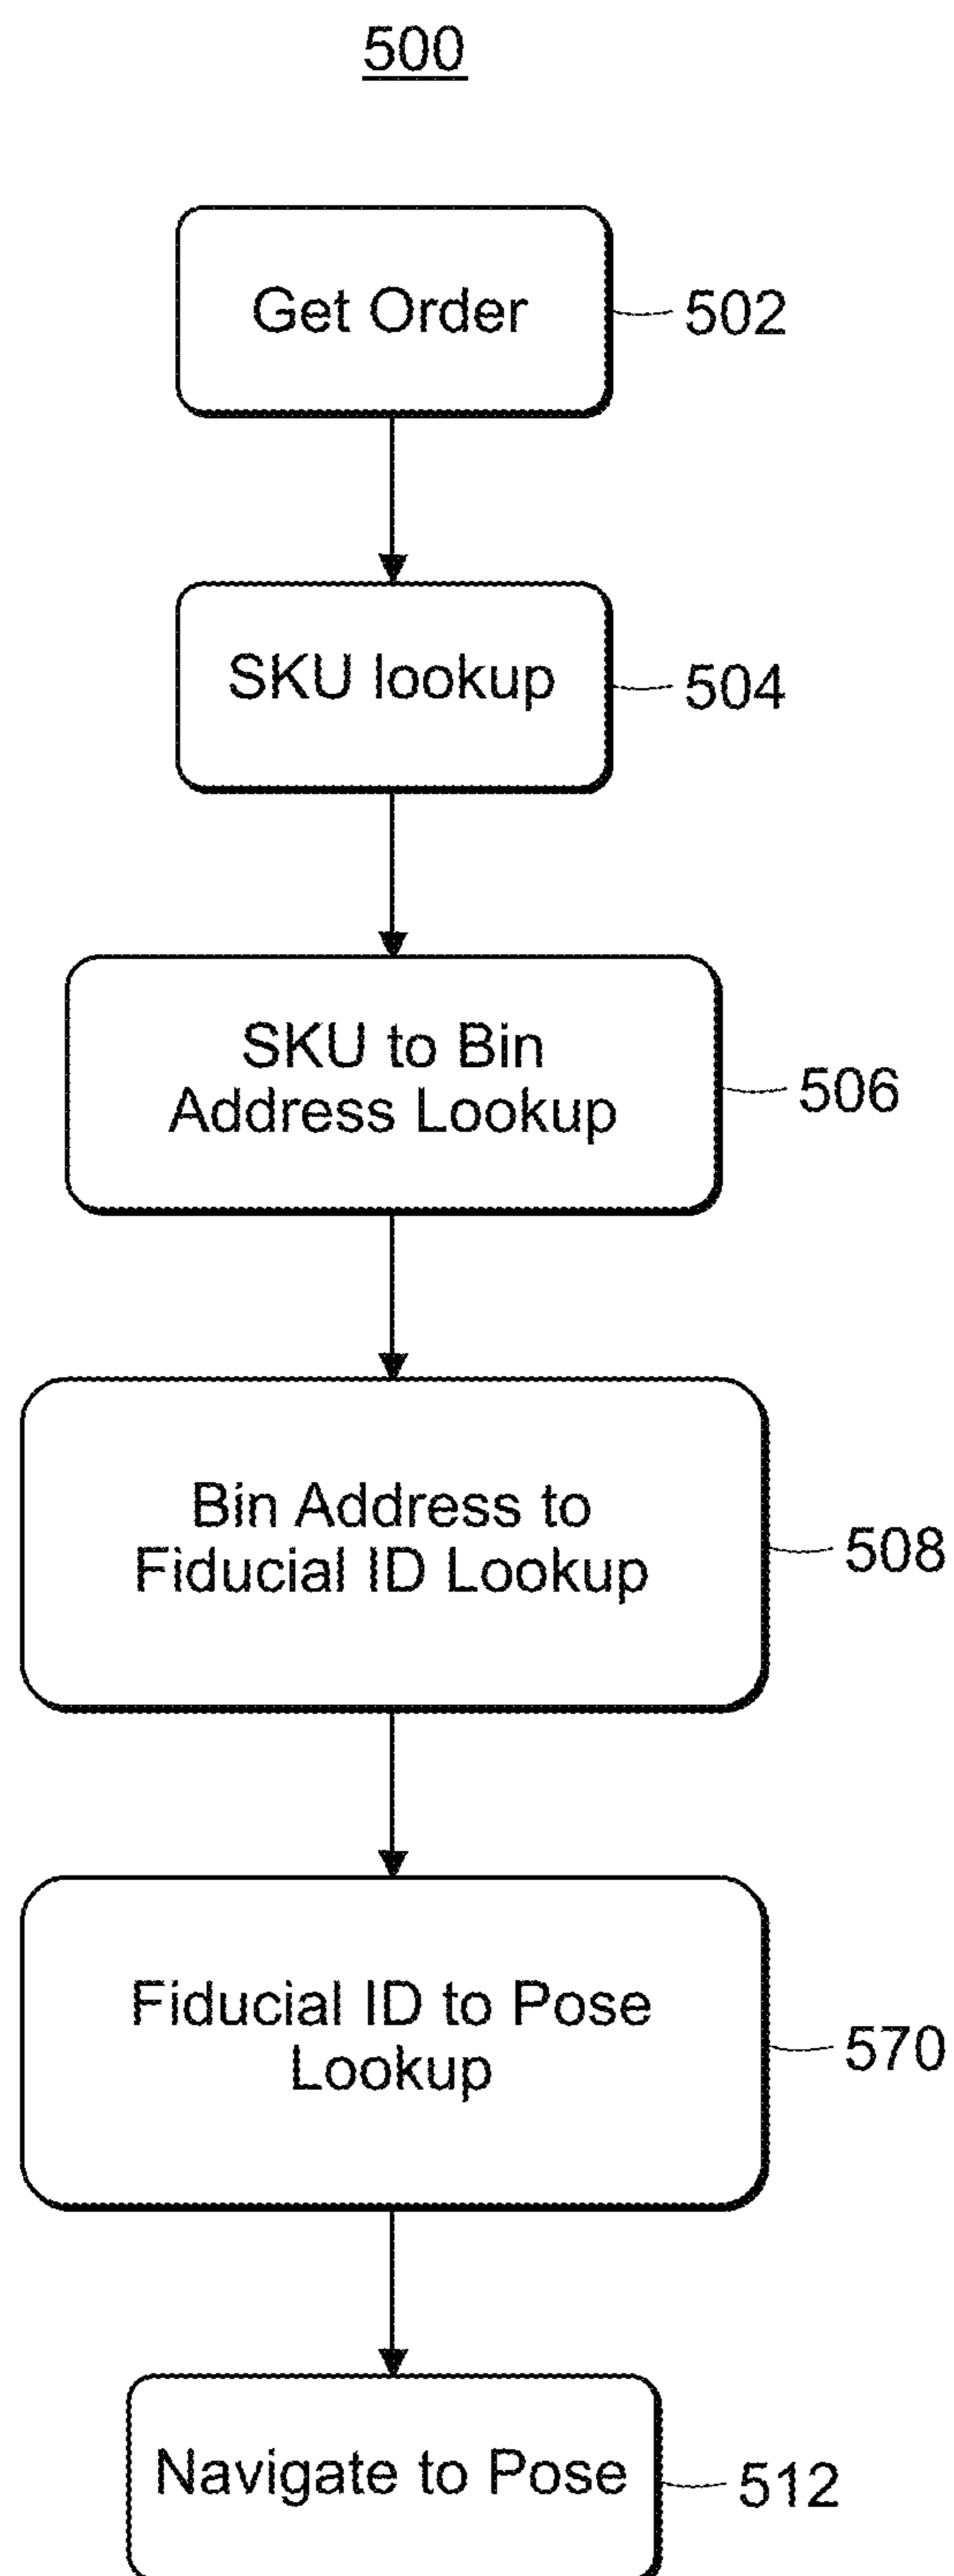 500
Get Order
502
SKU lookup
504
SKU to Bin
Address Lookup
506
Bin Address to
Fiducial ID Lookup
508
Fiducial ID to Pose
Lookup
570
Navigate to Pose
512